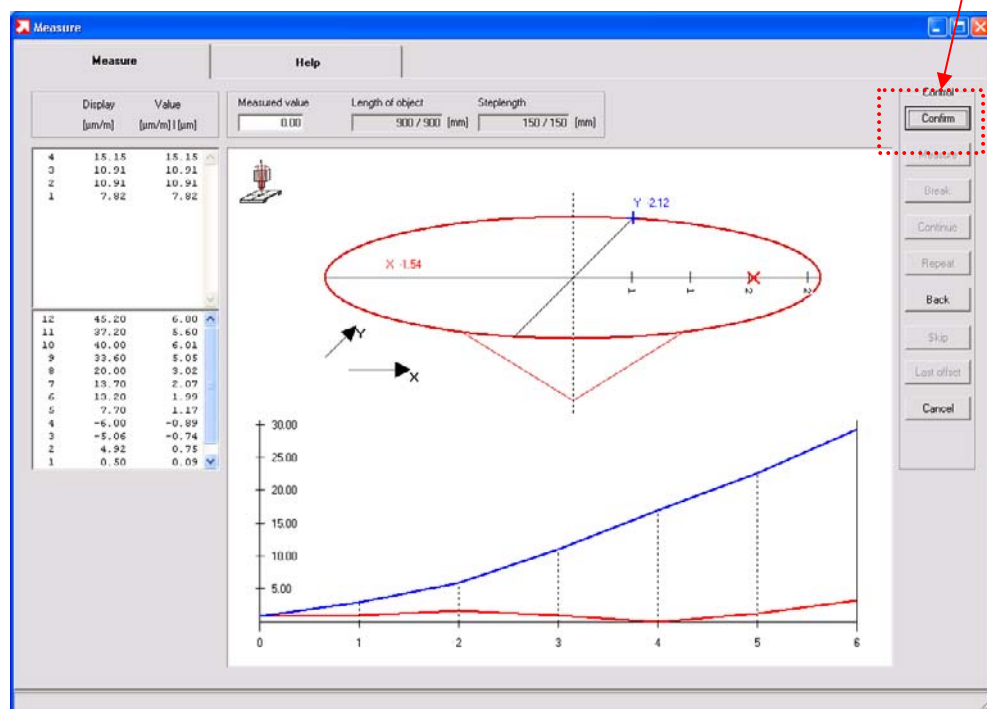 Measure
Measure Help
Display Value
[µm/m] [µm/m] | [µm]
Measured value Length of object Steplength
0.00 900 / 900 [mm] 150 / 150 [mm]
Control
Confirm
Measure
Break
Continue
Repeat
Back
Skip
Last offset
Cancel
4 15.15 15.15
3 10.91 10.91
2 10.91 10.91
1 7.82 7.82
12 45.20 6.00
11 37.20 5.60
10 40.00 6.01
9 33.60 5.05
8 20.00 3.02
7 13.70 2.07
6 13.20 1.99
5 7.70 1.17
4 -6.00 -0.89
3 -5.06 -0.74
2 4.92 0.75
1 0.50 0.09
Y -2.12
X -1.54
1 1 2 2
Y
X
30.00
25.00
20.00
15.00
10.00
5.00
0 1 2 3 4 5 6